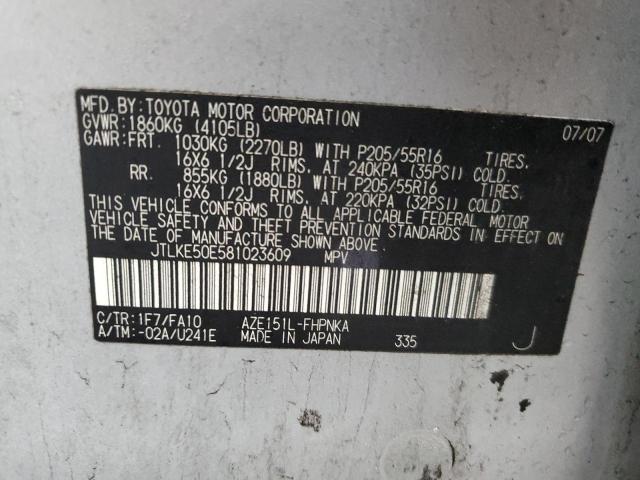 MFD. BY: TOYOTA MOTOR CORPORATION 07/07
GVWR: 1860KG (4105LB)
GAWR: FRT. 1030KG (2270LB) WITH P205/55R16 TIRES.
16X6 1/2J RIMS, AT 240KPA (35PSI) COLD.
RR. 855KG (1880LB) WITH P205/55R16 TIRES.
16X6 1/2J RIMS, AT 220KPA (32PSI) COLD.
THIS VEHICLE CONFORMS TO ALL APPLICABLE FEDERAL MOTOR
VEHICLE SAFETY AND THEFT PREVENTION STANDARDS IN EFFECT ON
THE DATE OF MANUFACTURE SHOWN ABOVE.
JTLKE50E581023609 MPV
C/TR: 1F7/FA10 AZE151L-FHPNKA
A/TM: -02A/U241E MADE IN JAPAN 335 J